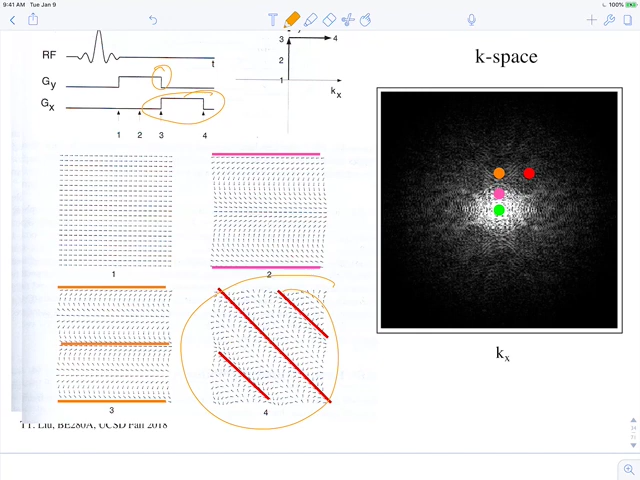 9:41 AM Tue Jan 9
100%
T
RF
t
Gy
Gx
1 2 3 4
3
4
1
kx
k-space
kx
1
2
3
4
TT. Liu, BE280A, UCSD Fall 2018